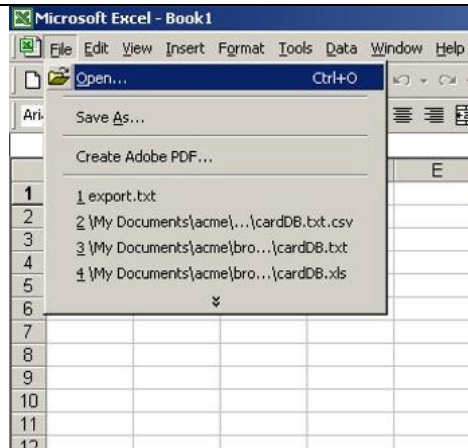 Microsoft Excel - Book1
File Edit View Insert Format Tools Data Window Help
Open... Ctrl+O
Ari
Save As...
Create Adobe PDF...
E
1 export.txt
2 \My Documents\acme\...\cardDB.txt.csv
3 \My Documents\acme\bro...\cardDB.txt
4 \My Documents\acme\bro...\cardDB.xls
1
2
3
4
5
6
7
8
9
10
11
12